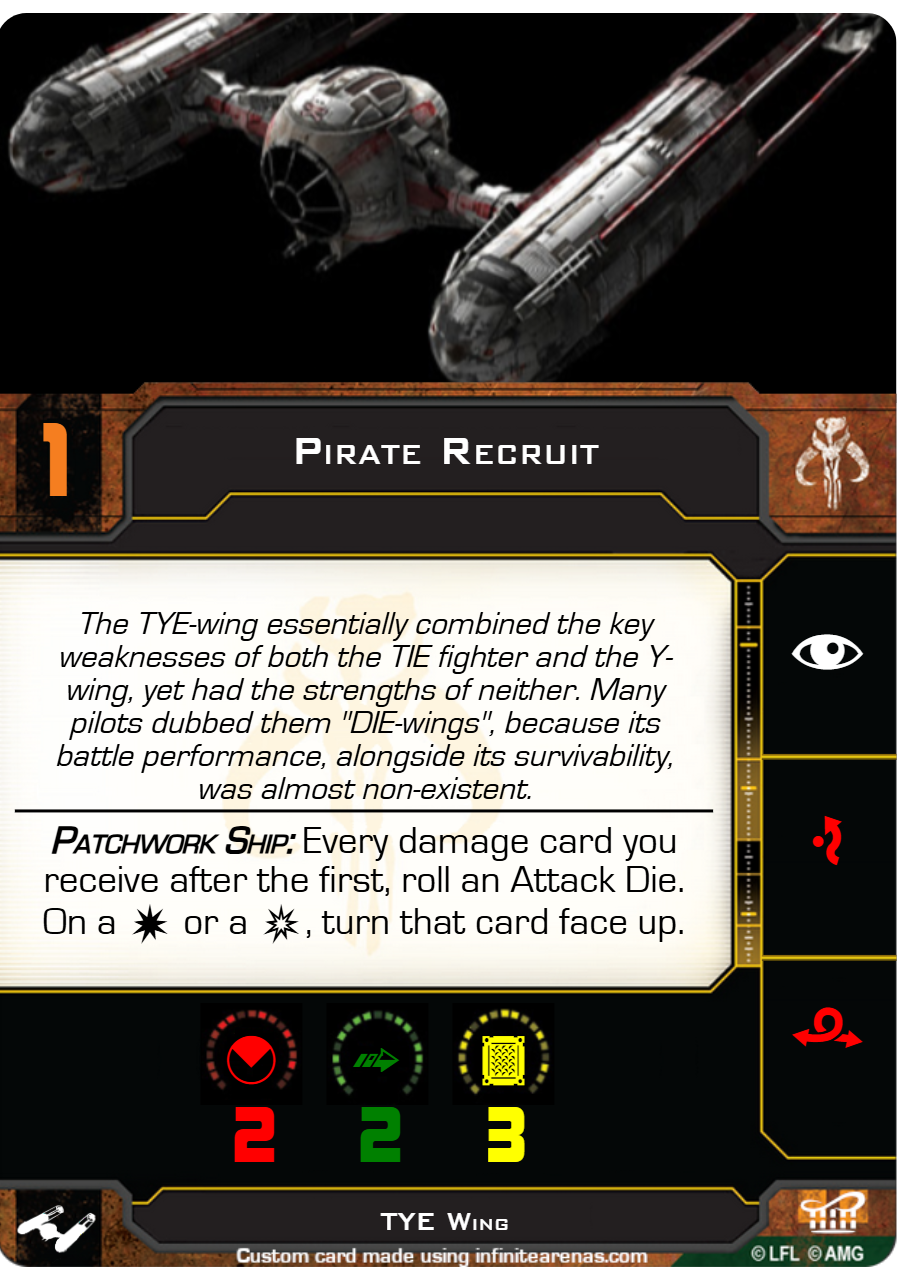 1
Pirate Recruit
The TYE-wing essentially combined the key
weaknesses of both the TIE fighter and the Y-
wing, yet had the strengths of neither. Many
pilots dubbed them "DIE-wings", because its
battle performance, alongside its survivability,
was almost non-existent.
Patchwork Ship: Every damage card you
receive after the first, roll an Attack Die.
On a or a , turn that card face up.
2 2 3
TYE Wing
Custom card made using infinitearenas.com
© LFL © AMG